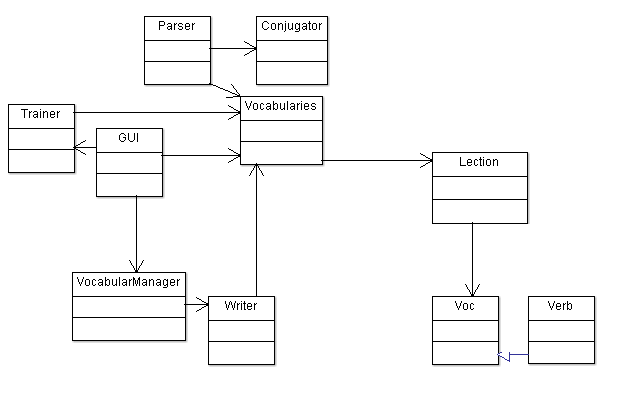 Parser
Conjugator
Vocabularies
Trainer
GUI
Lection
VocabularManager
Writer
Voc
Verb